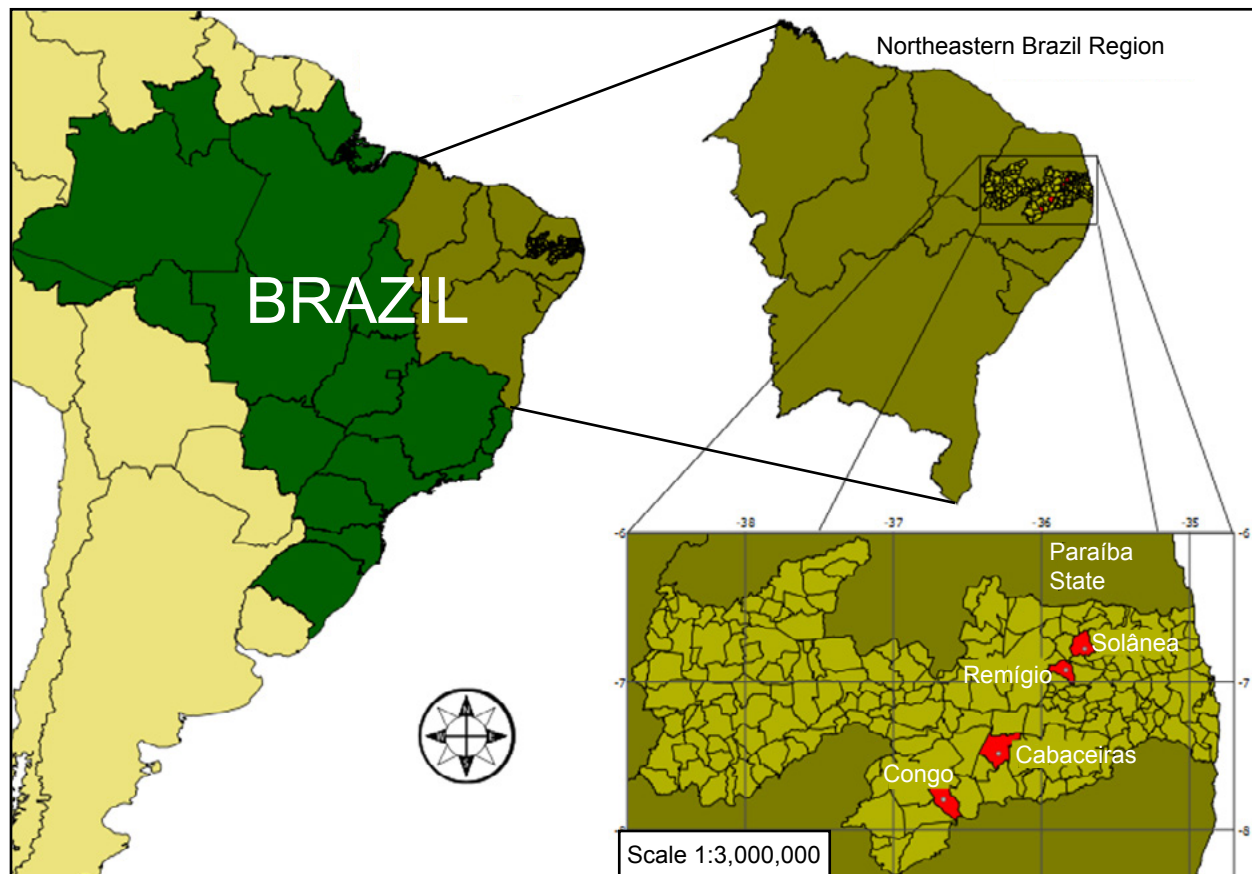 Northeastern Brazil Region
BRAZIL
-38
-37
-36
-35
-6
-6
Paraíba
State
Solânea
Remígio
-7
-7
Cabaceiras
Congo
-8
-8
Scale 1:3,000,000
N